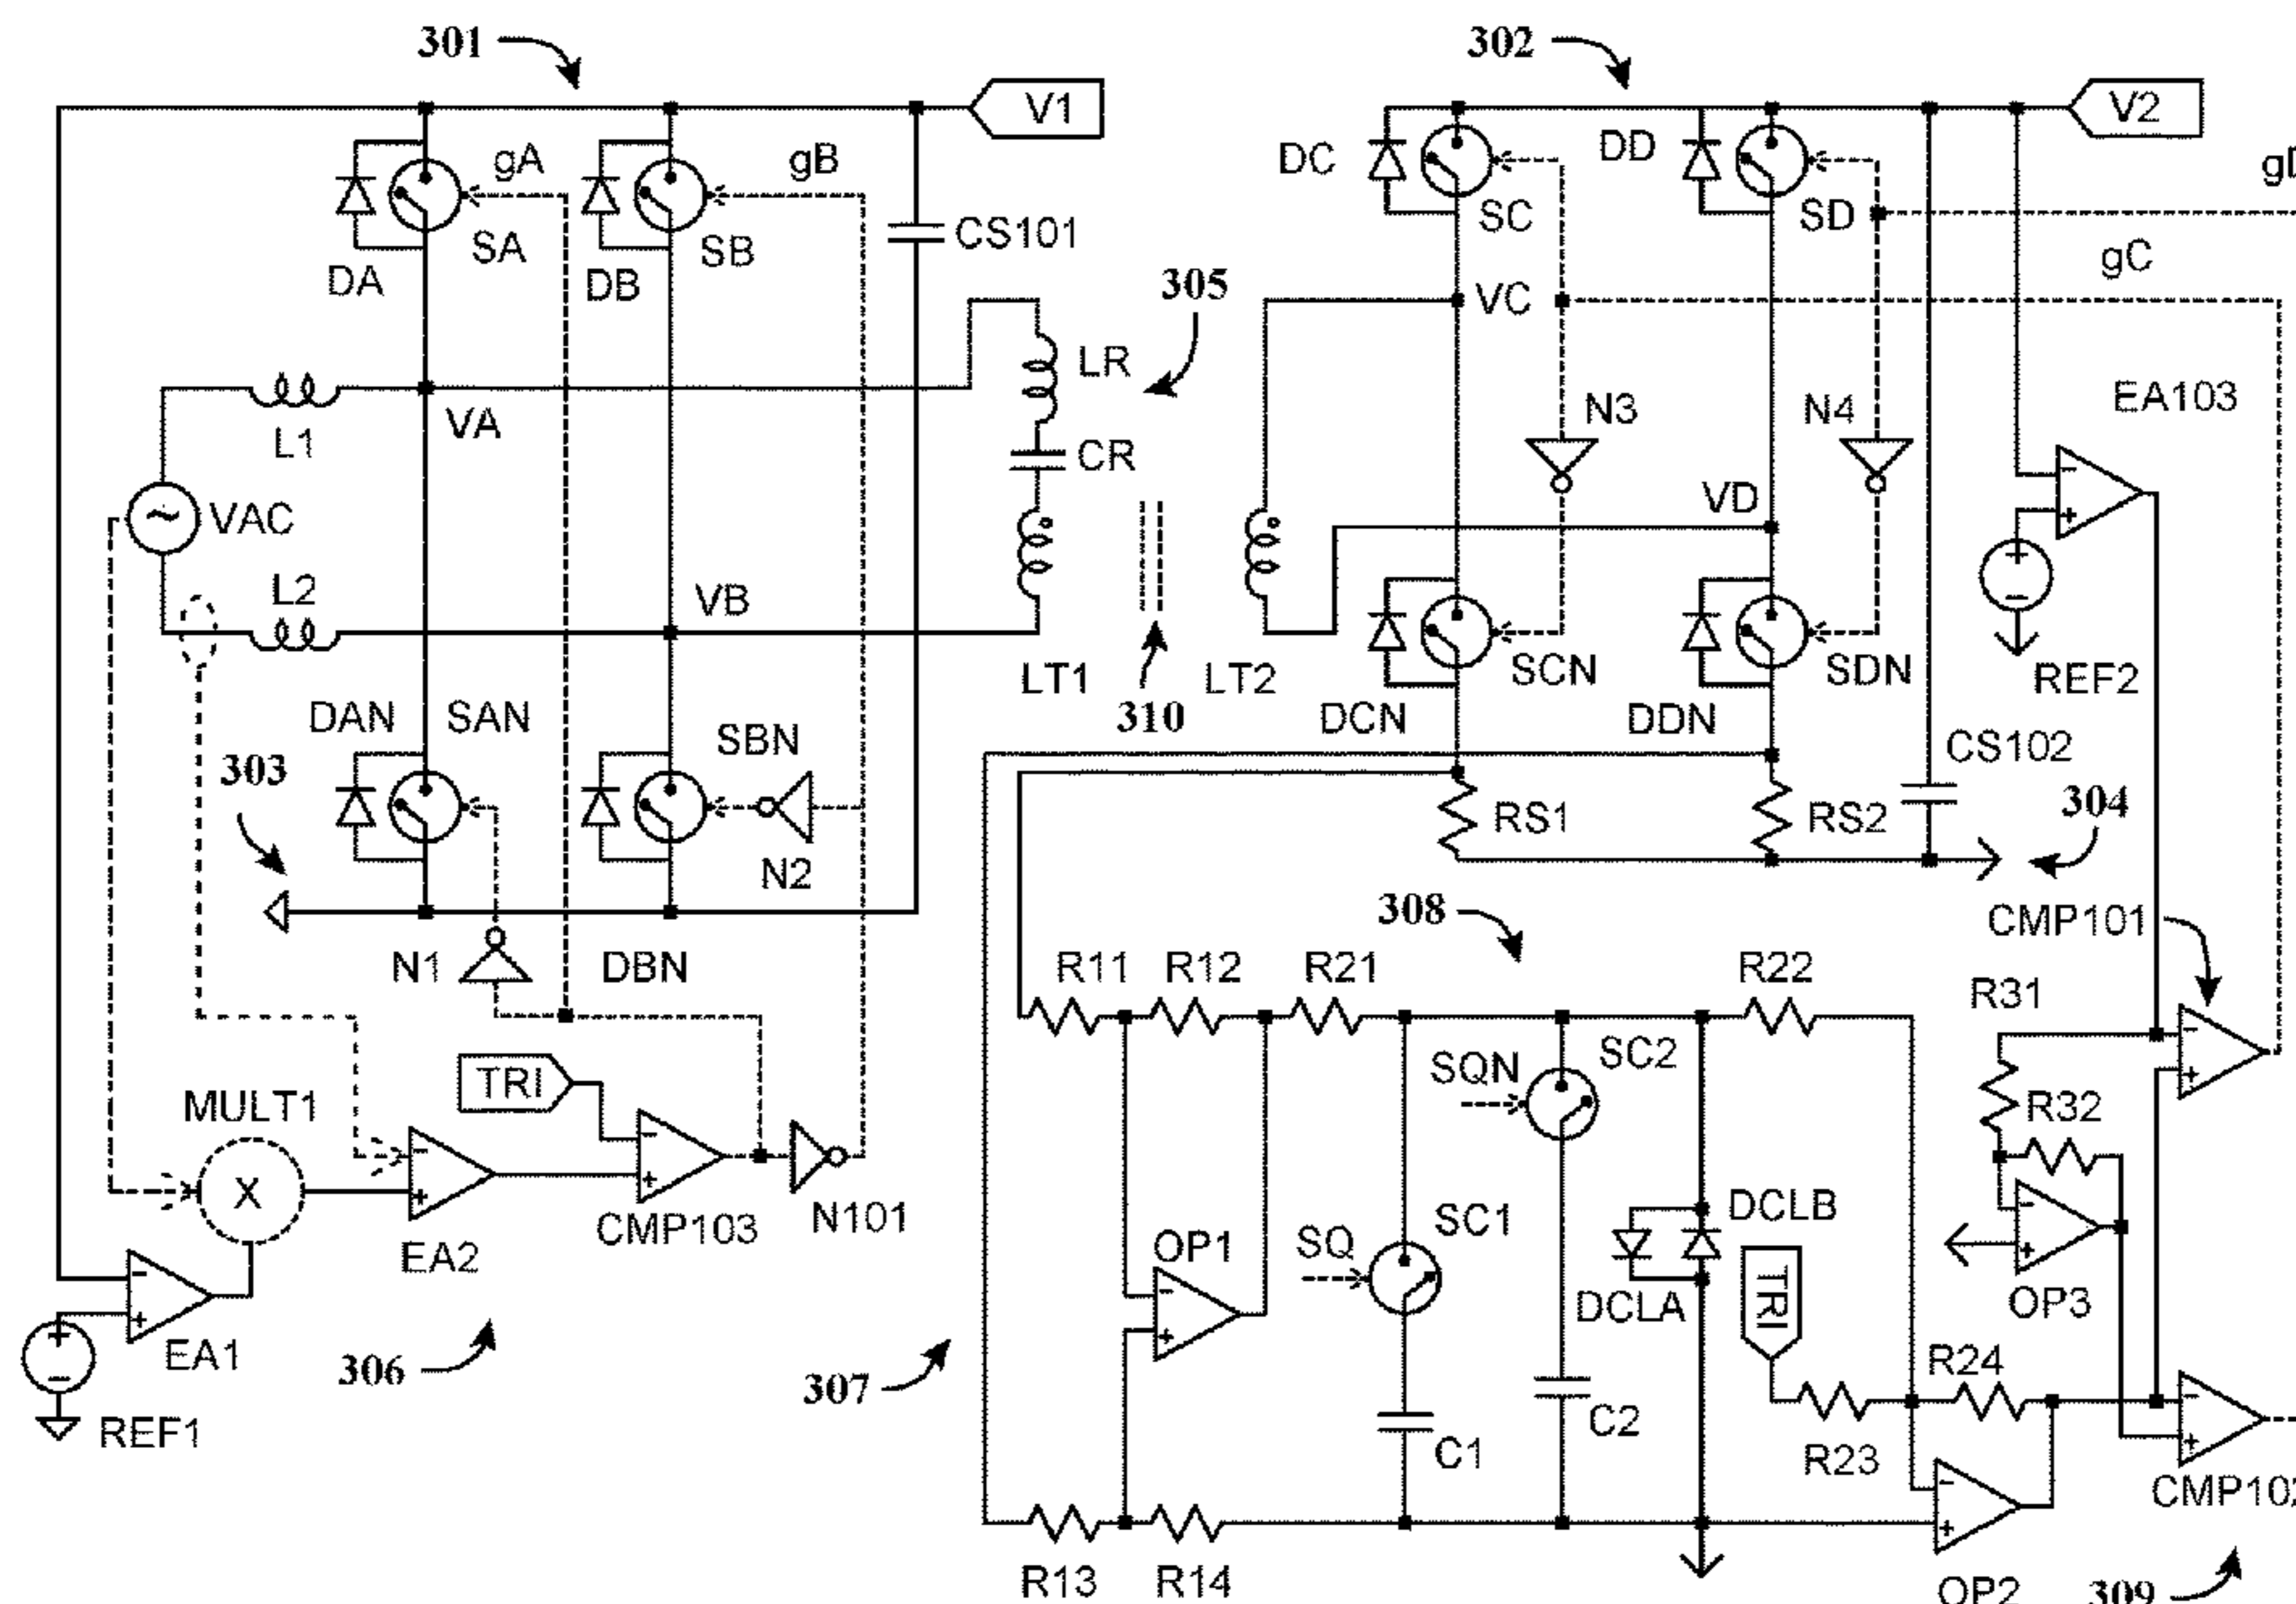 301
302
V1
V2
gA
gB
DC
DD
SC
SD
SA
SB
CS101
DA
DB
gC
305
VC
LR
EA103
N3
N4
VA
L1
CR
VAC
VD
L2
VB
LT1
310
LT2
SCN
SDN
REF2
DCN
DDN
DAN
SAN
SBN
CS102
303
304
RS1
RS2
N2
308
CMP101
N1
DBN
R11
R12
R21
R22
R31
SC2
SQN
TRI
MULT1
R32
N101
CMP103
EA2
SC1
DCLB
SQ
OP1
TRI
DCLA
OP3
EA1
306
307
R24
REF1
C1
C2
R23
R13
R14
OP2
309
X